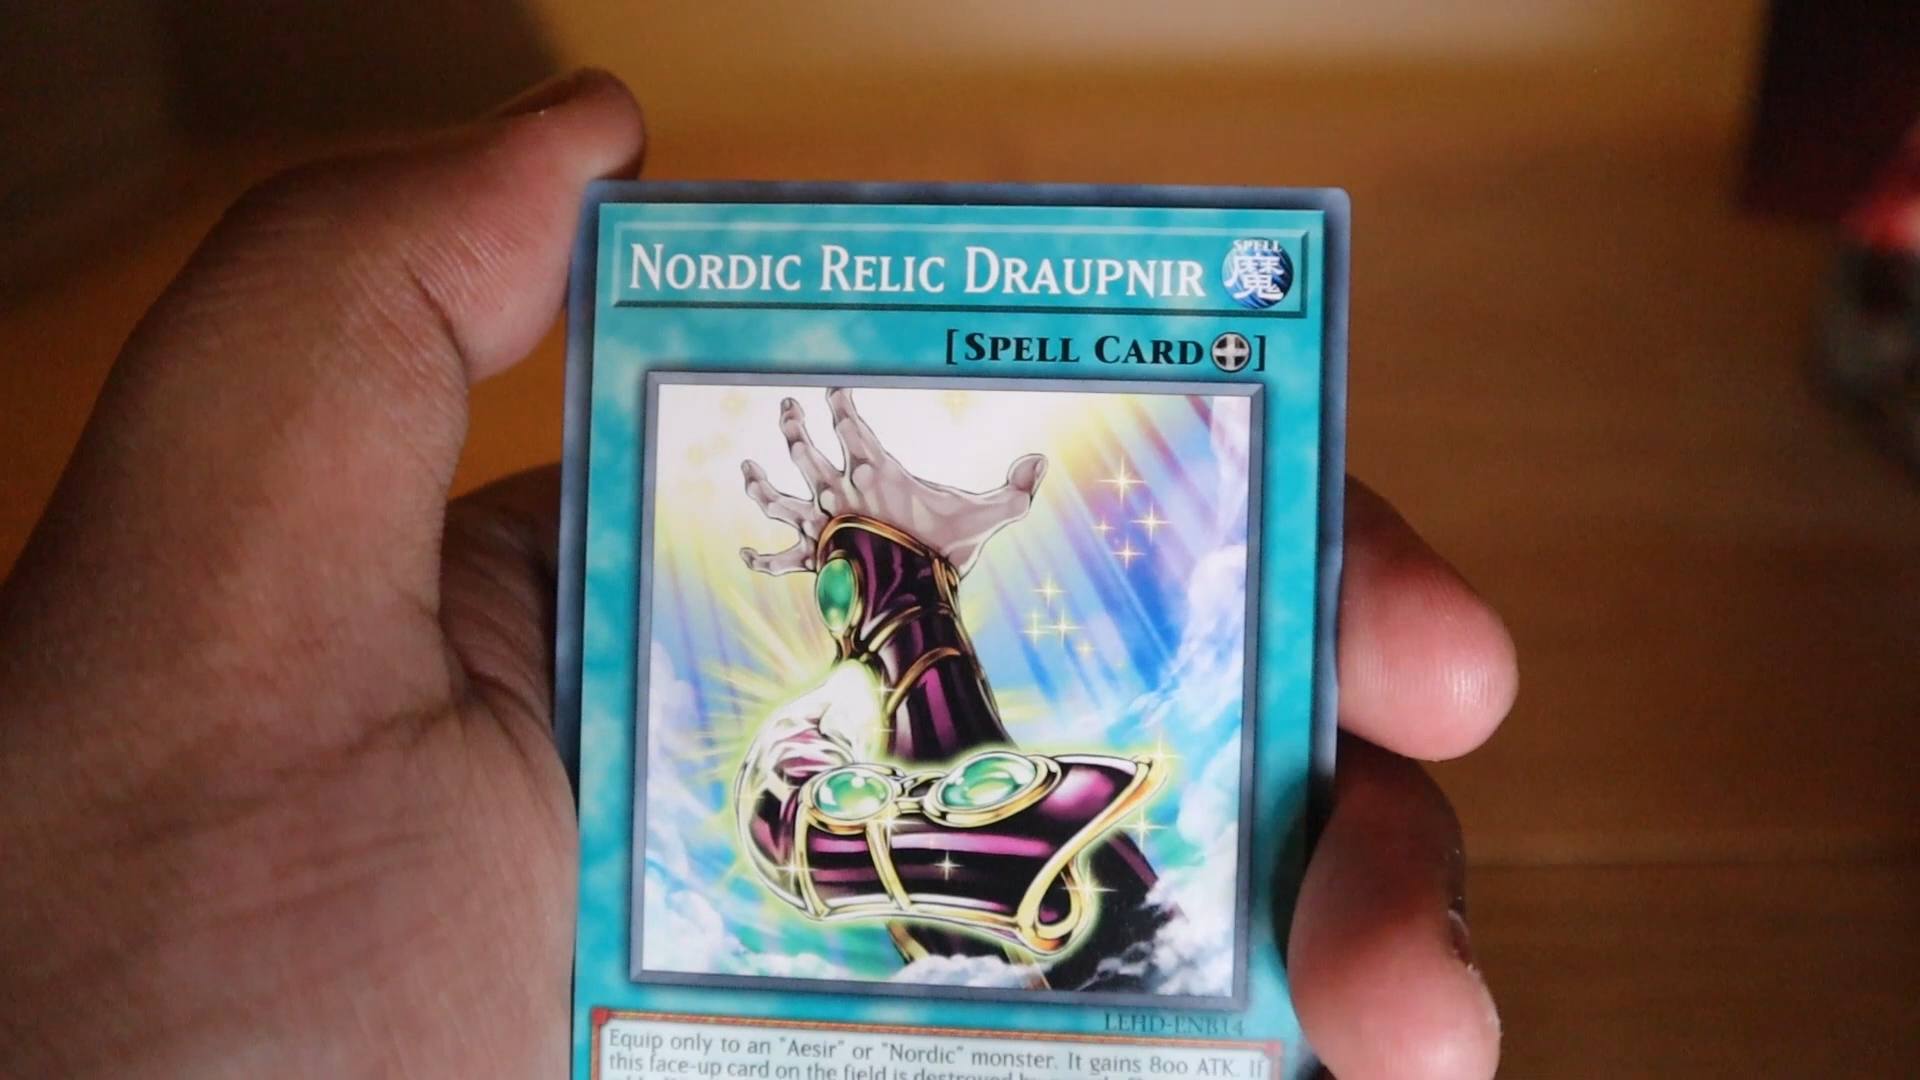 NORDIC RELIC DRAUPNIR
SPELL
魔
[SPELL CARD]
LEHD-ENB14
Equip only to an "Aesir" or "Nordic" monster. It gains 800 ATK. If
this face-up card on the field is destroyed